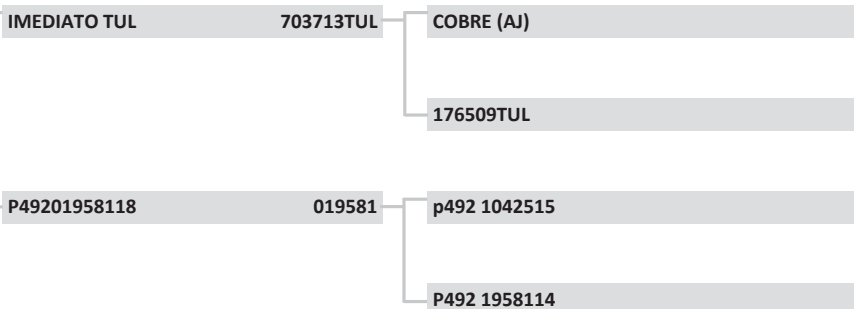 IMEDIATO TUL 703713TUL COBRE (AJ)
176509TUL
P49201958118 019581 p492 1042515
P492 1958114